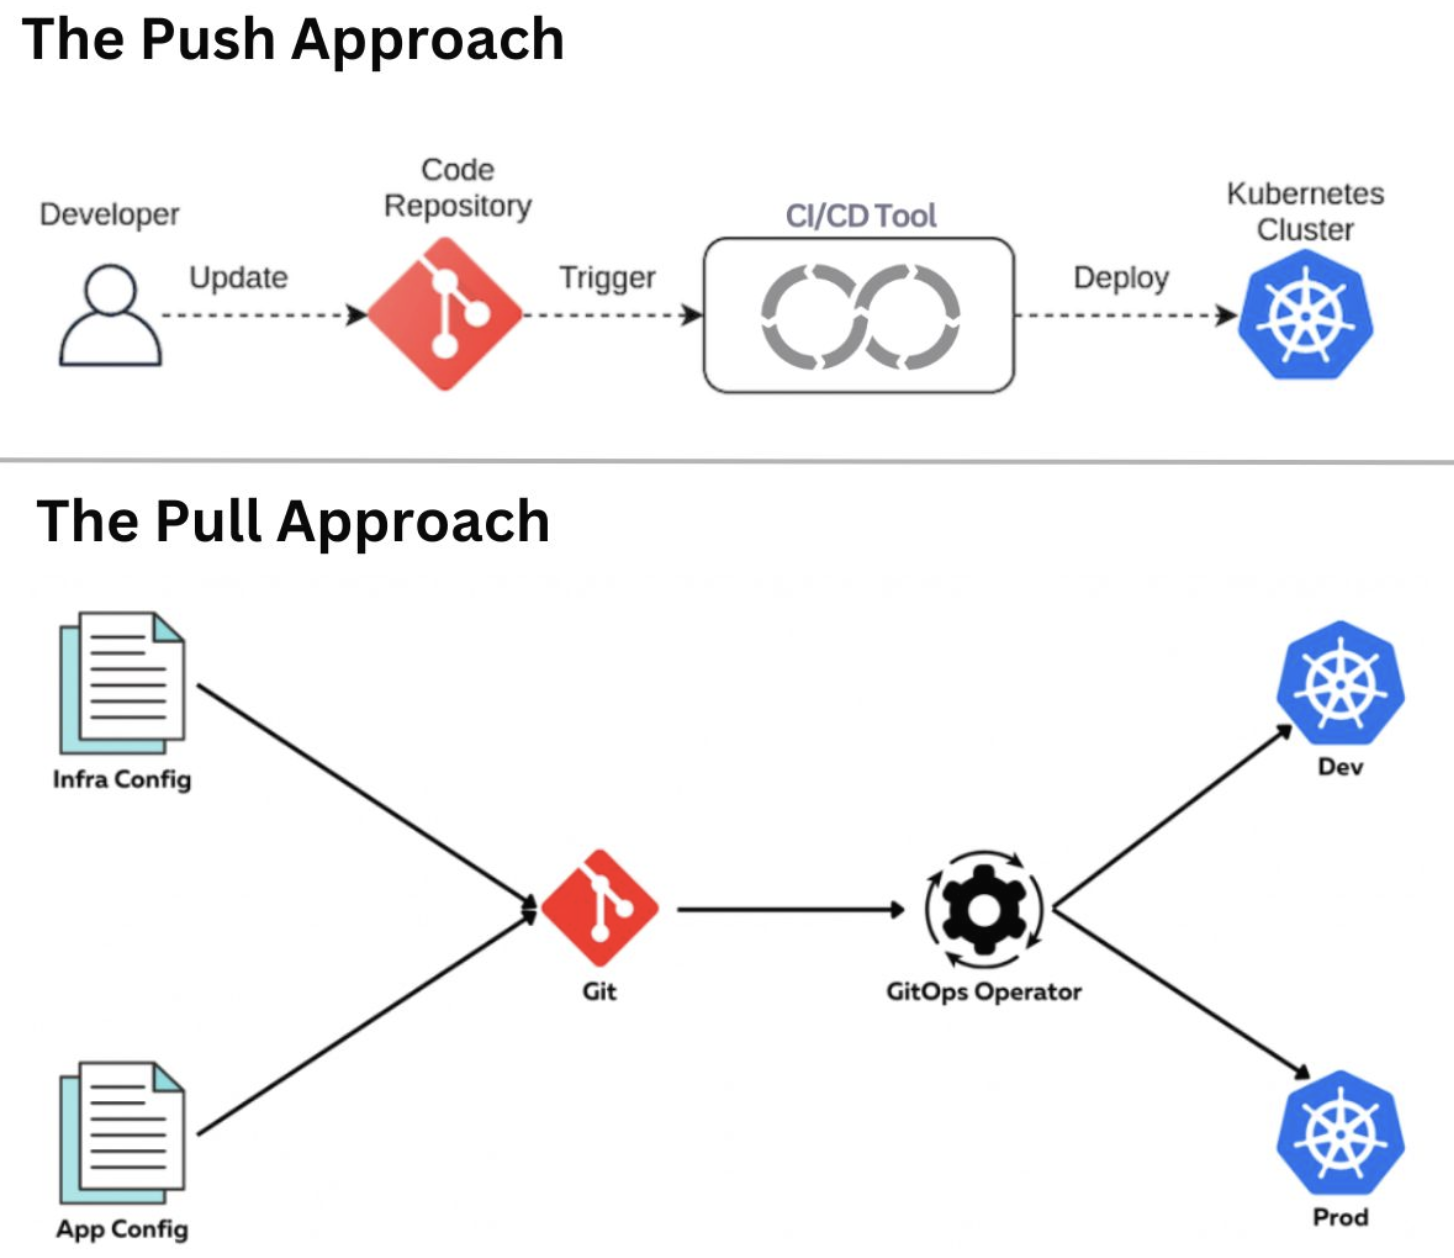 The Push Approach
Developer
Update
Code
Repository
Trigger
CI/CD Tool
Deploy
Kubernetes
Cluster
The Pull Approach
Infra Config
App Config
Git
GitOps Operator
Dev
Prod